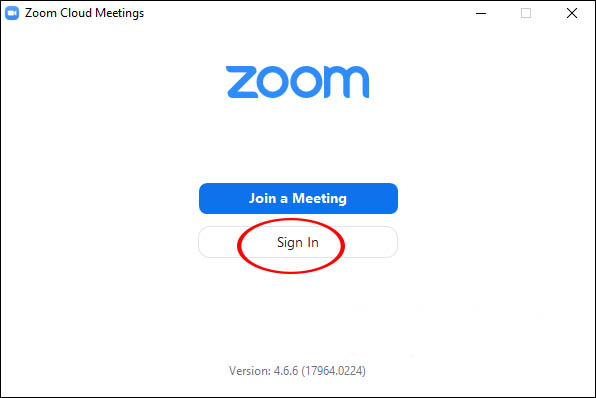 Zoom Cloud Meetings
zoom
Join a Meeting
Sign In
Version: 4.6.6 (17964.0224)